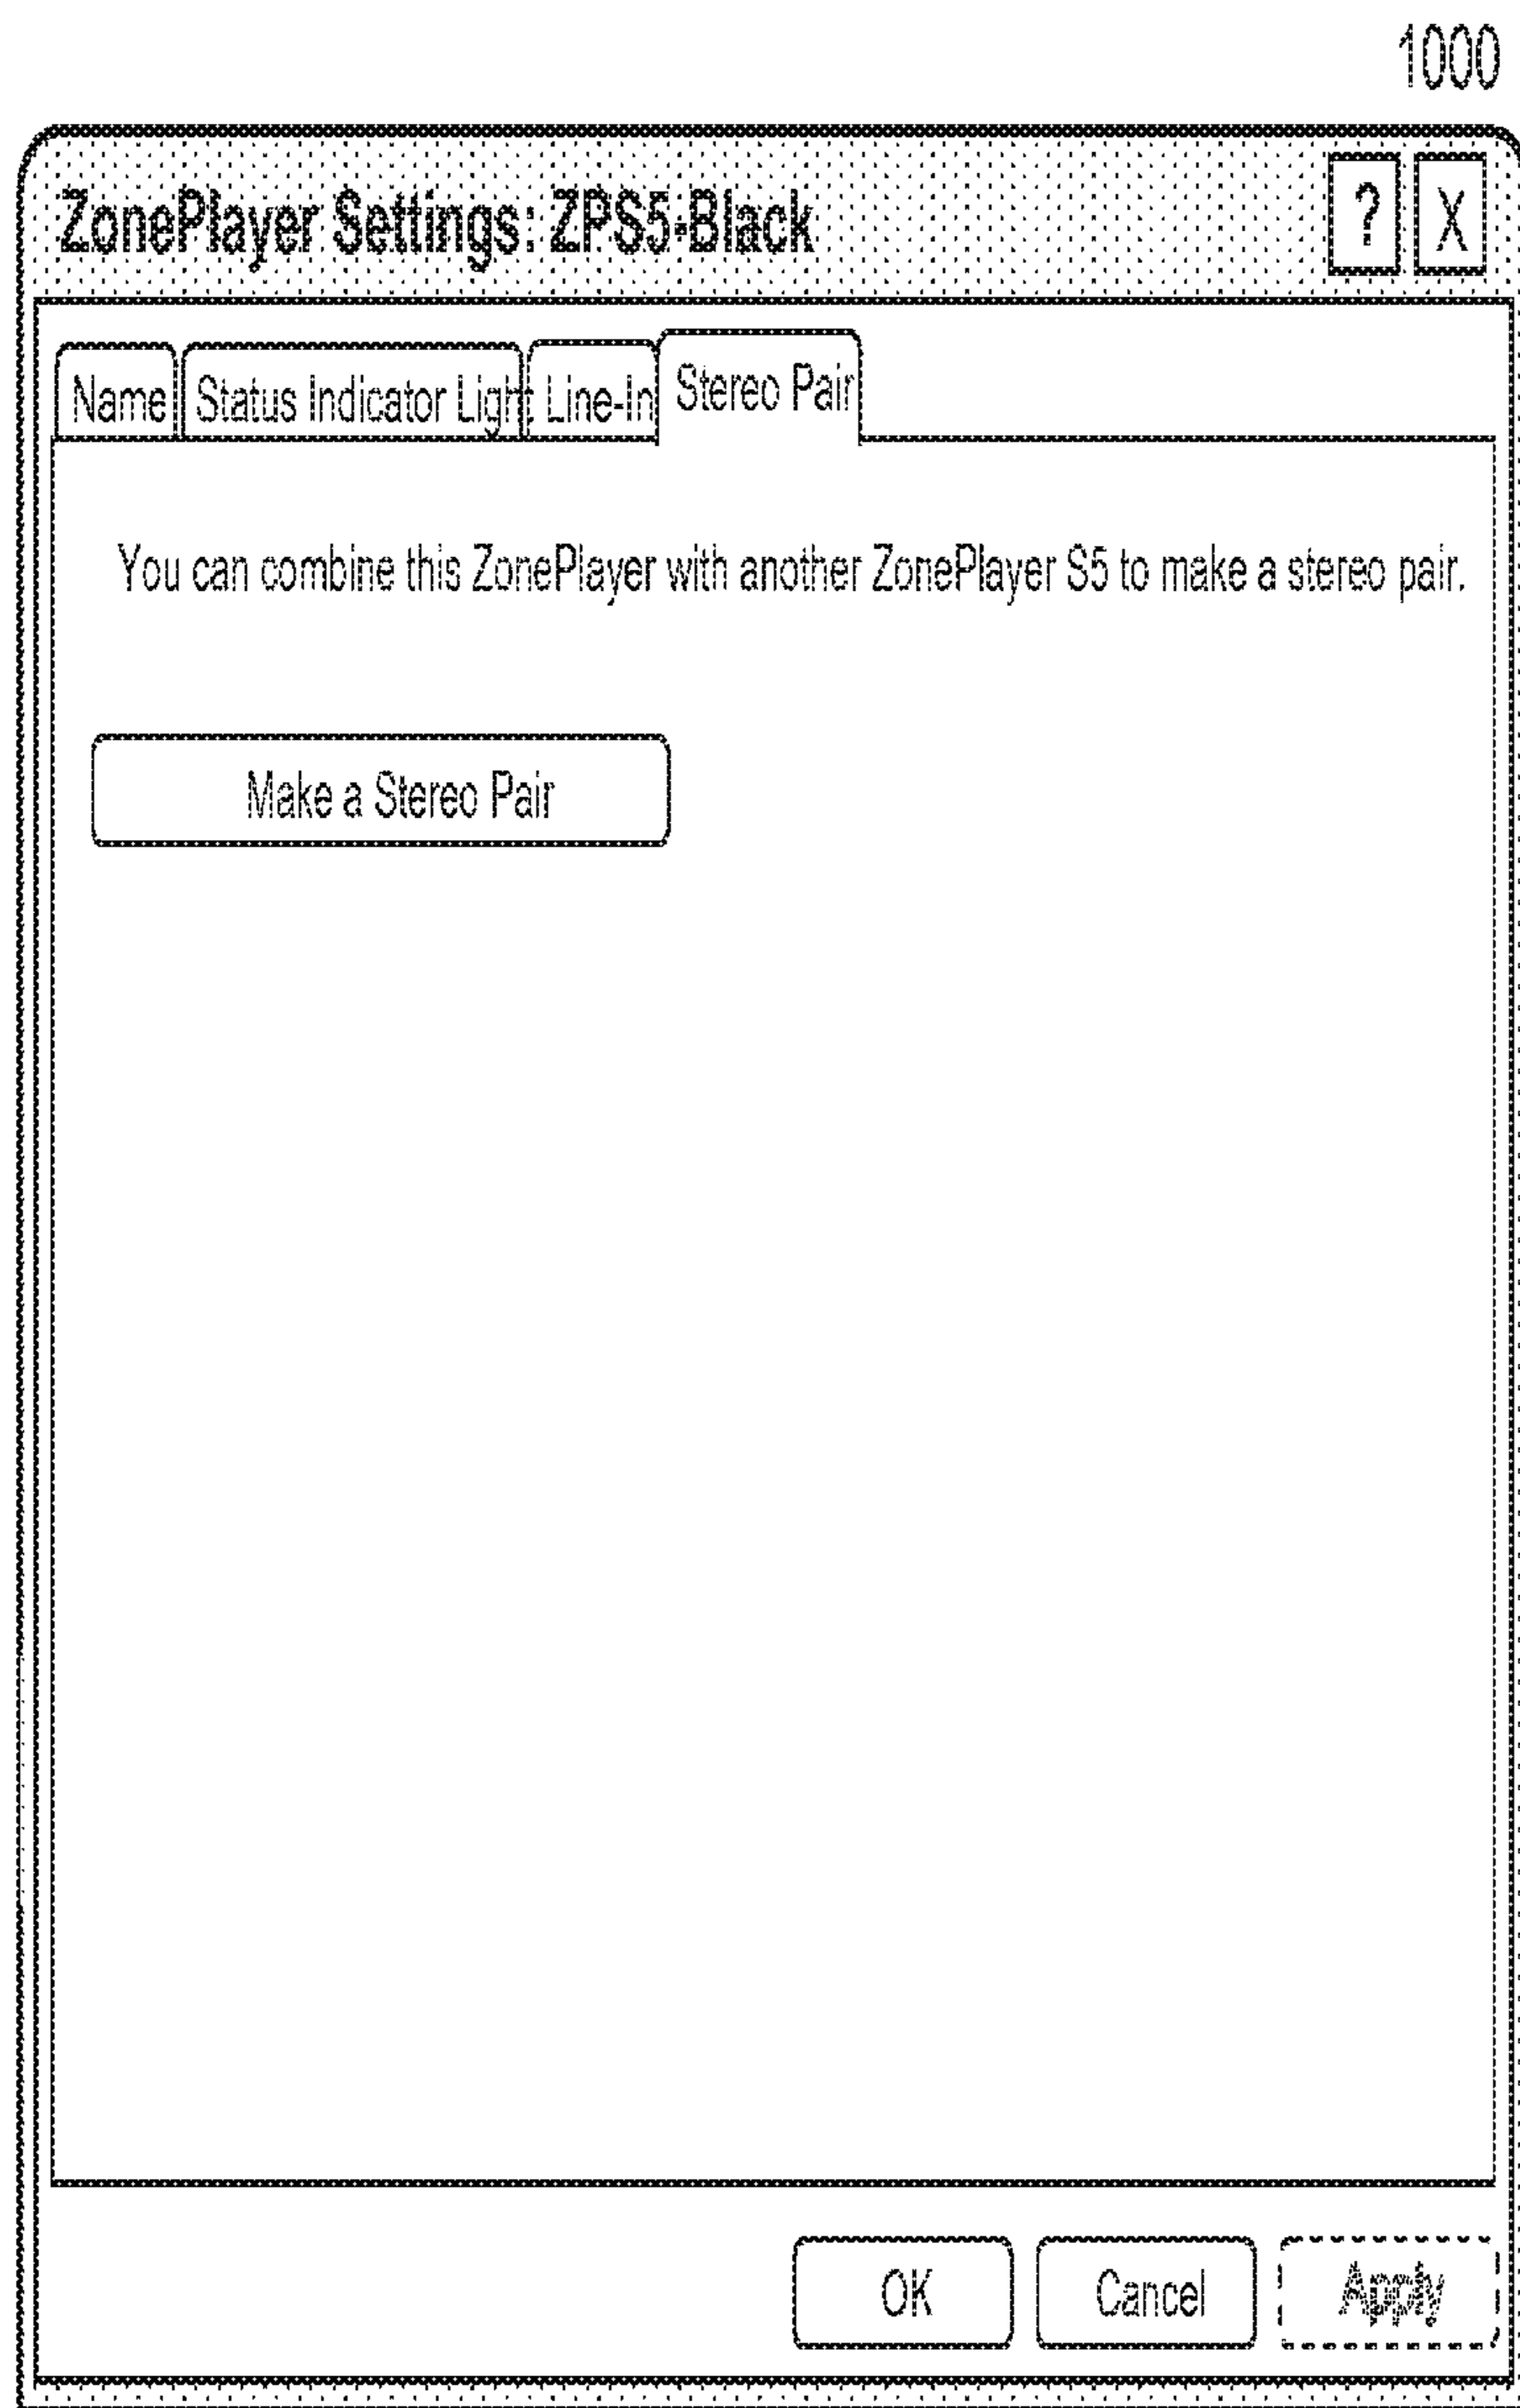 1000
ZonePlayer Settings: ZPS5-Black ? X
Name Status Indicator Light Line-In Stereo Pair
You can combine this ZonePlayer with another ZonePlayer S5 to make a stereo pair.
Make a Stereo Pair
OK Cancel Apply